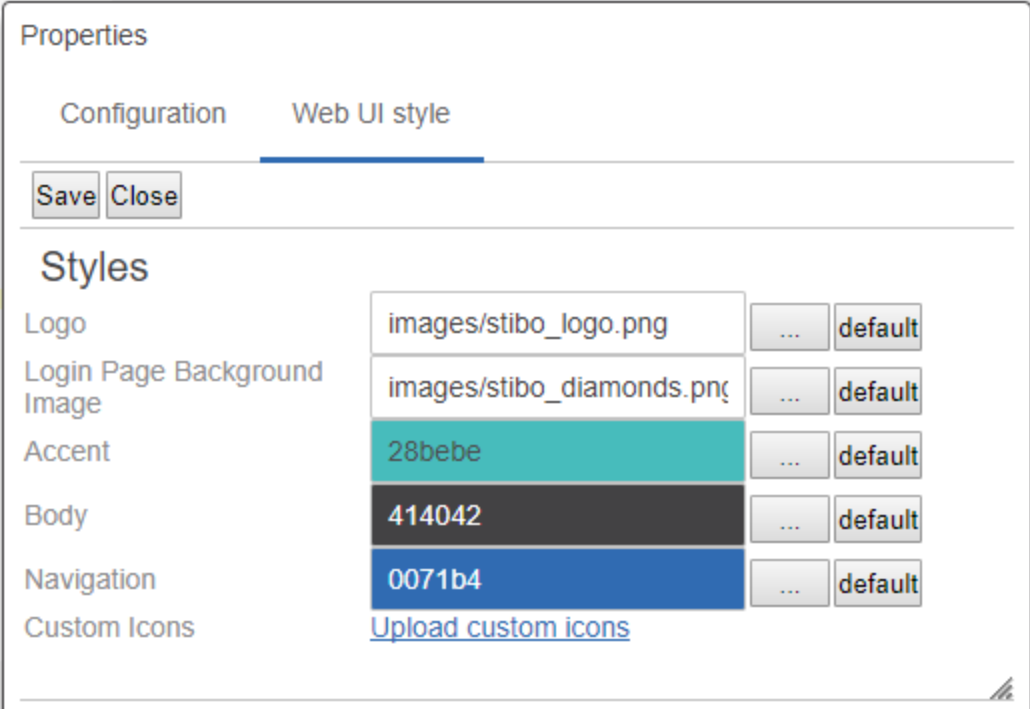 Properties
Configuration Web UI style
Save Close
Styles
Logo images/stibo_logo.png ... default
Login Page Background
Image images/stibo_diamonds.png ... default
Accent 28bebe ... default
Body 414042 ... default
Navigation 0071b4 ... default
Custom Icons Upload custom icons